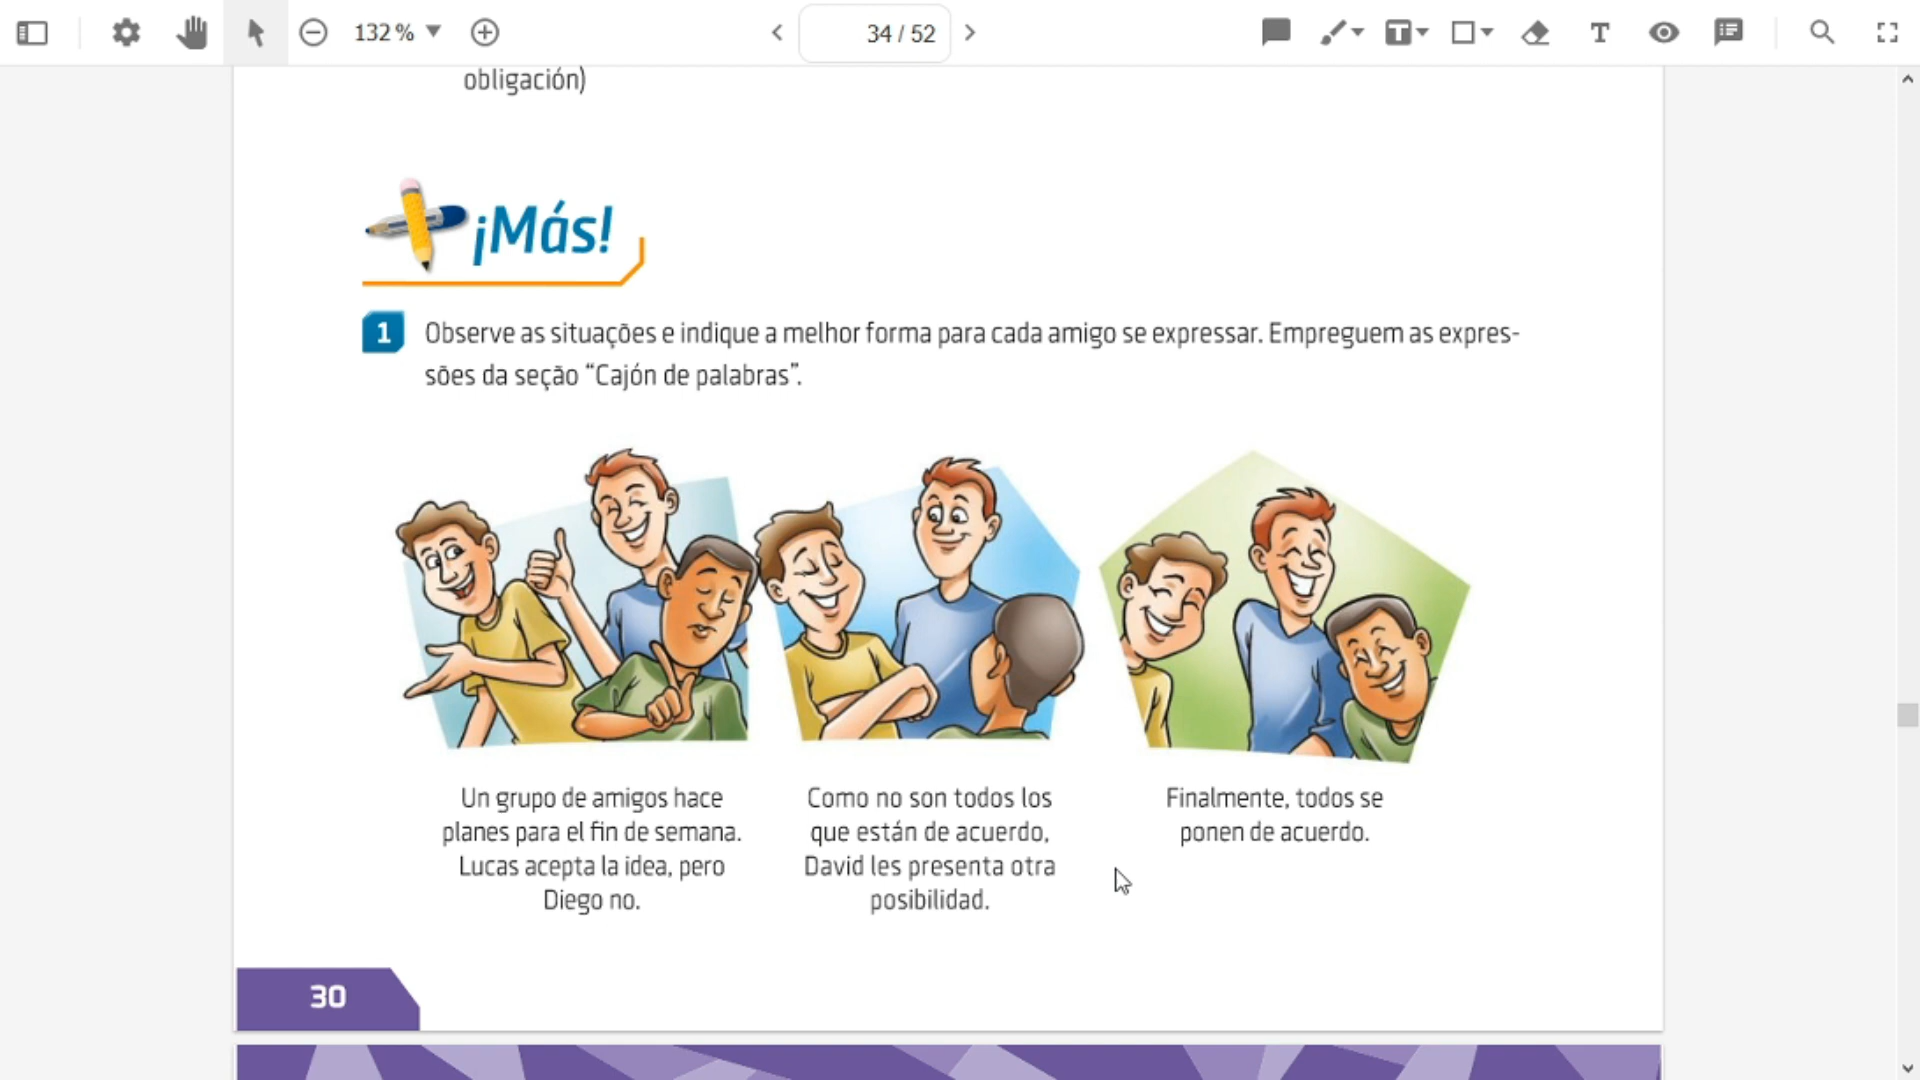 132 %
34 / 52
obligación)
¡Más!
1
Observe as situações e indique a melhor forma para cada amigo se expressar. Empreguem as expres-
sões da seção “Cajón de palabras”.
Un grupo de amigos hace
planes para el fin de semana.
Lucas acepta la idea, pero
Diego no.
Como no son todos los
que están de acuerdo,
David les presenta otra
posibilidad.
Finalmente, todos se
ponen de acuerdo.
30